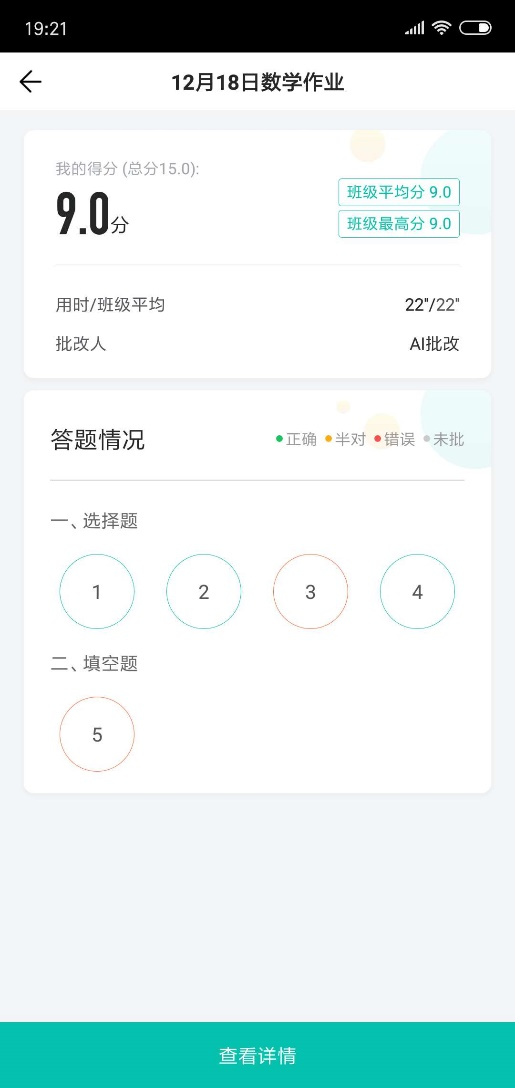 19:21
12月18日数学作业
我的得分 (总分15.0):
9.0分
班级平均分 9.0
班级最高分 9.0
用时/班级平均 22"/22"
批改人 AI批改
答题情况 正确 半对 错误 未批
一、选择题
1 2 3 4
二、填空题
5
查看详情